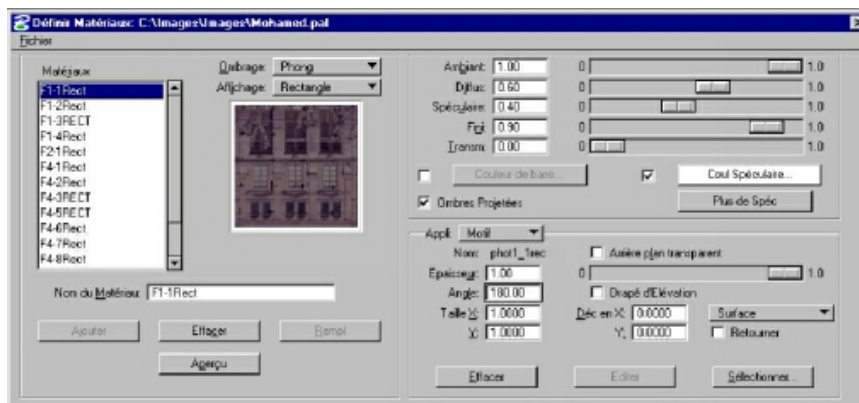 Définir Matériaux: C:\Images\Images\Mohamed.pal
Fichier
Matériaux
F1-1Rect
F1-2Rect
F1-3RECT
F1-4Rect
F2-1Rect
F4-1Rect
F4-2Rect
F4-3RECT
F4-5RECT
F4-6Rect
F4-7Rect
F4-8Rect
Ombrage: Phong
Affichage: Rectangle
Nom du Matériau: F1-1Rect
Ajouter Effacer Rempl
Aperçu
Ambiant: 1.00 0 1.0
Diffus: 0.60 0 1.0
Spéculaire: 0.40 0 1.0
Fini: 0.90 0 1.0
Transm: 0.00 0 1.0
Couleur de base... Coul Spéculaire...
Ombres Projetées Plus de Spéc
Appli: Motif
Nom: phot1_1rec Arrière plan transparent
Épaisseur: 1.00 0 1.0
Angle: 180.00 Drapé d'Elévation
Taille X: 1.0000 Déc en X: 0.0000 Surface
Y: 1.0000 Y: 0.0000 Retourner
Effacer Editer Sélectionner...